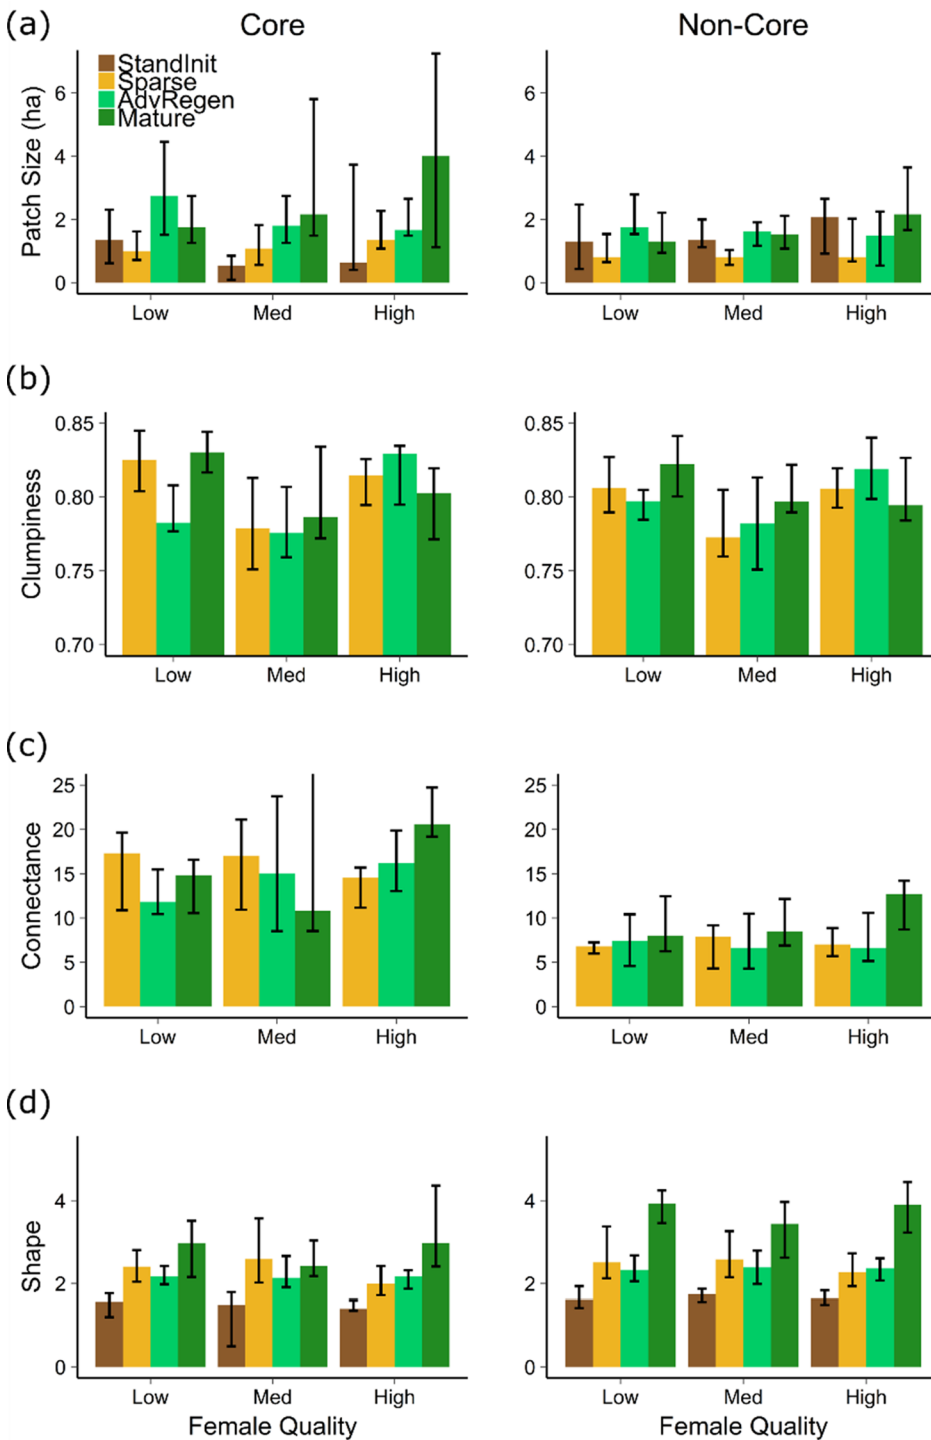 (a)
Core
Non-Core
StandInit
Sparse
AdvRegen
Mature
Patch Size (ha)
6
4
2
0
Low Med High
6
4
2
0
Low Med High
(b)
Clumpiness
0.85
0.80
0.75
0.70
Low Med High
0.85
0.80
0.75
0.70
Low Med High
(c)
Connectance
25
20
15
10
5
0
Low Med High
25
20
15
10
5
0
Low Med High
(d)
Shape
4
2
0
Low Med High
Female Quality
4
2
0
Low Med High
Female Quality